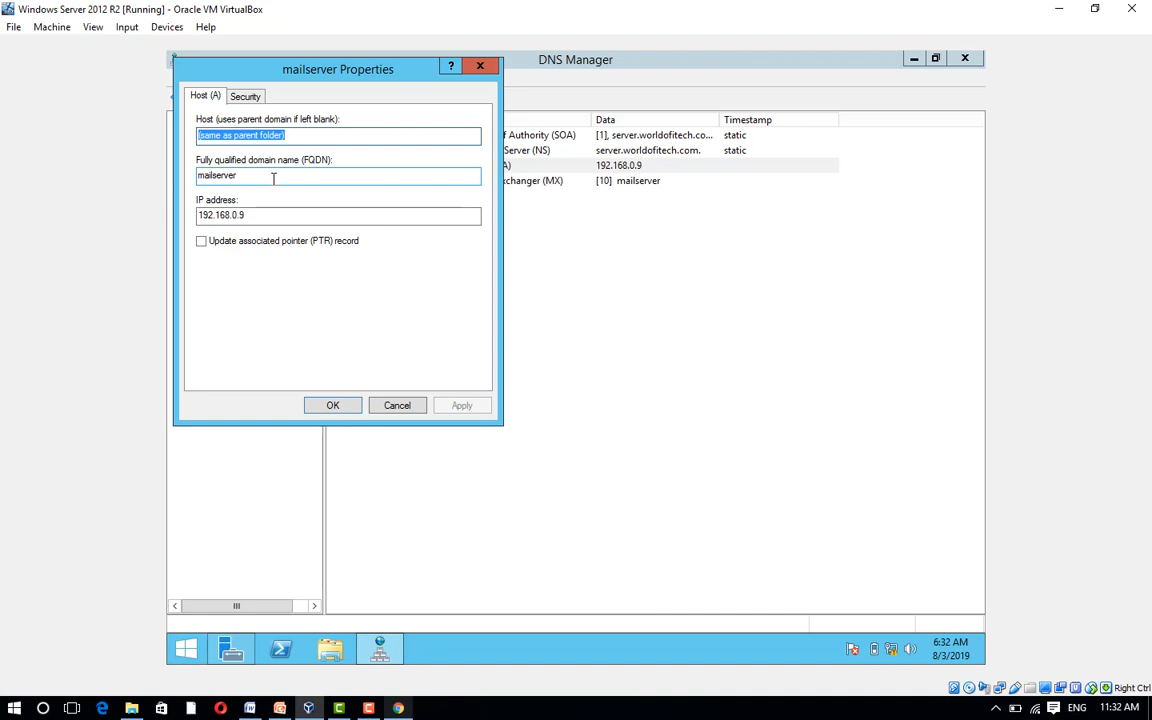 Windows Server 2012 R2 [Running] - Oracle VM VirtualBox
File Machine View Input Devices Help
DNS Manager
mailserver Properties
?
Host (A) Security
Host (uses parent domain if left blank):
(same as parent folder)
Fully qualified domain name (FQDN):
mailserver
IP address:
192.168.0.9
Update associated pointer (PTR) record
OK Cancel Apply
Data Timestamp
f Authority (SOA) [1], server.worldofitech.co... static
Server (NS) server.worldofitech.com. static
A) 192.168.0.9
xchanger (MX) [10] mailserver
6:32 AM
8/3/2019
Right Ctrl
ENG 11:32 AM